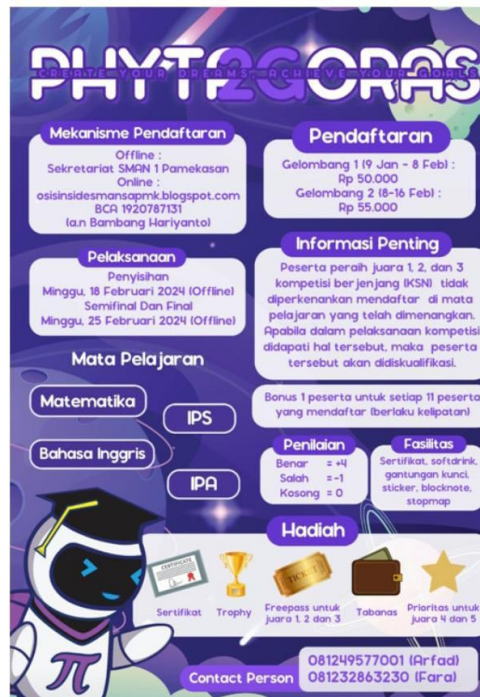 PHYTA2GORAS
CREATE YOUR DREAMS, ACHIEVE YOUR GOALS
Mekanisme Pendaftaran
Offline :
Sekretariat SMAN 1 Pamekasan
Online :
osisinsidesmansapmk.blogspot.com
BCA 1920787131
(a.n Bambang Hariyanto)
Pendaftaran
Gelombang 1 (9 Jan - 8 Feb) :
Rp 50.000
Gelombang 2 (8-16 Feb) :
Rp 55.000
Pelaksanaan
Penyisihan
Minggu, 18 Februari 2024 (Offline)
Semifinal Dan Final
Minggu, 25 Februari 2024 (Offline)
Informasi Penting
Peserta peraih juara 1, 2, dan 3
kompetisi berjenjang (KSN) tidak
diperkenankan mendaftar di mata
pelajaran yang telah dimenangkan.
Apabila dalam pelaksanaan kompetisi
didapati hal tersebut, maka peserta
tersebut akan didiskualifikasi.
Mata Pelajaran
Matematika
IPS
Bahasa Inggris
IPA
Bonus 1 peserta untuk setiap 11 peserta
yang mendaftar (berlaku kelipatan)
Penilaian
Benar = +4
Salah = -1
Kosong = 0
Fasilitas
Sertifikat, softdrink,
gantungan kunci,
sticker, blocknote,
stopmap
Hadiah
CERTIFICATE
TICKET
Sertifikat
Trophy
Freepass untuk
juara 1, 2 dan 3
Tabanas
Prioritas untuk
juara 4 dan 5
π
Contact Person
081249577001 (Arfad)
081232863230 (Fara)